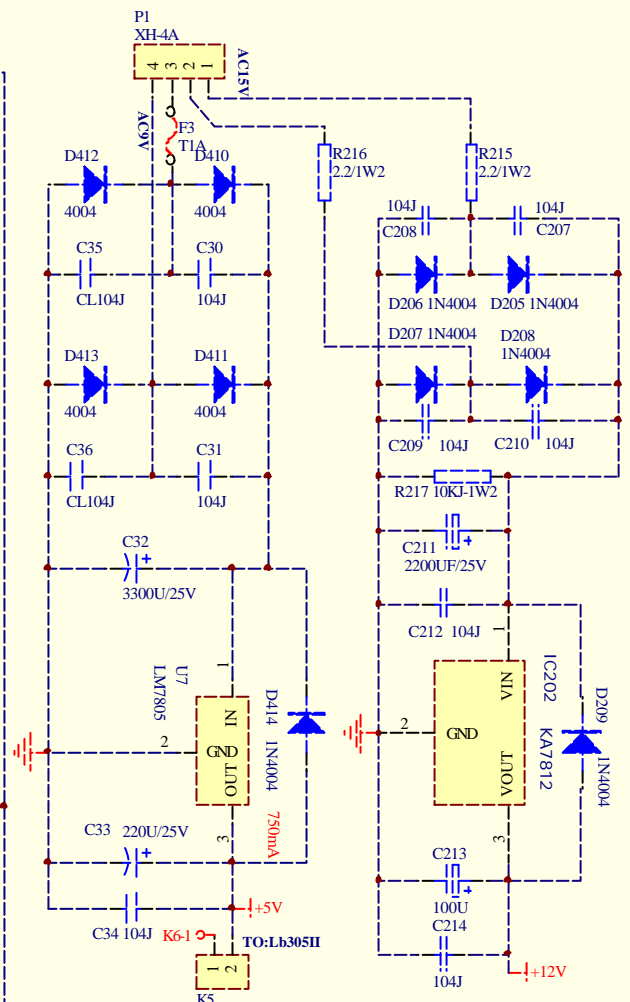 P1
XH-4A
4 3 2 1
AC15V
AC9V
F3
T1A
D412
4004
D410
4004
R216
2.2/1W2
R215
2.2/1W2
104J
C208
104J
C207
C35
CL104J
C30
104J
D206 1N4004
D205 1N4004
D207 1N4004
D208
1N4004
D413
4004
D411
4004
C209 104J
C210 104J
C36
CL104J
C31
104J
R217 10KJ-1W2
C32
3300U/25V
C211
2200UF/25V
C212 104J
U7
LM7805
1
IN
2
GND
OUT
3
D414 1N4004
750mA
1
VIN
2
GND
VOUT
3
IC202 KA7812
D209
1N4004
C33 220U/25V
C34 104J
+5V
K6-1
TO:Lb305II
1 2
K5
C213
100U
C214
104J
+12V